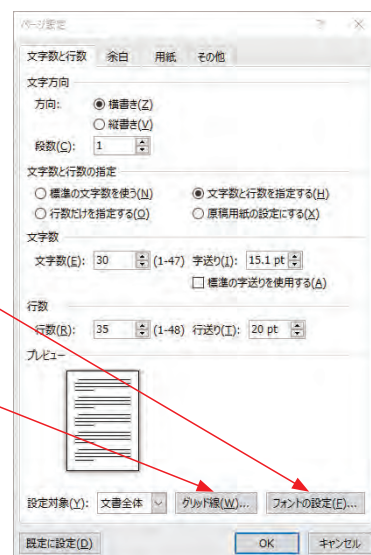 ページ設定
文字数と行数 余白 用紙 その他
文字方向
方向: 横書き(Z)
縦書き(V)
段数(C): 1
文字数と行数の指定
標準の文字数を使う(N) 文字数と行数を指定する(H)
行数だけを指定する(O) 原稿用紙の設定にする(X)
文字数
文字数(E): 30 (1-47) 字送り(I): 15.1 pt
標準の字送りを使用する(A)
行数
行数(R): 35 (1-48) 行送り(T): 20 pt
プレビュー
設定対象(Y): 文書全体 グリッド線(W)... フォントの設定(F)...
既定に設定(D) OK キャンセル